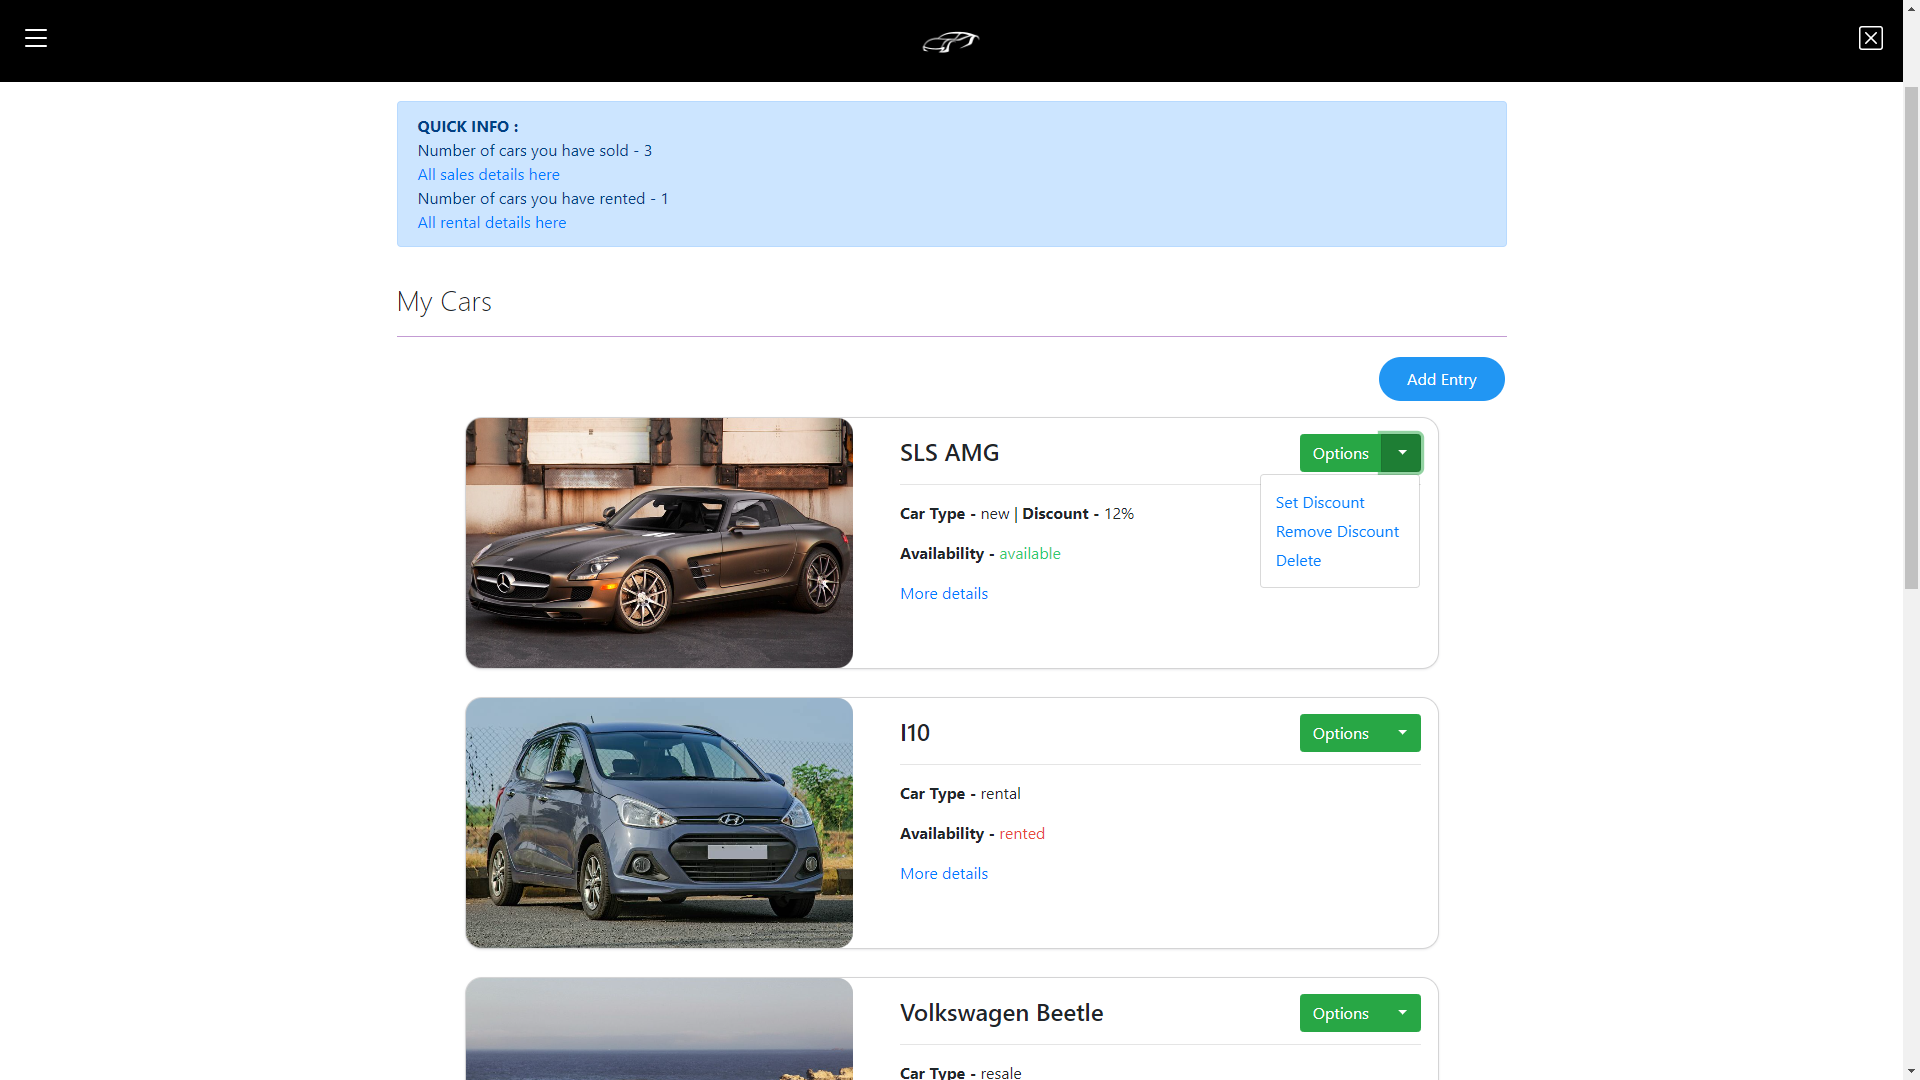 QUICK INFO :
Number of cars you have sold - 3
All sales details here
Number of cars you have rented - 1
All rental details here
My Cars
Add Entry
SLS AMG
Options
Set Discount
Remove Discount
Delete
Car Type - new | Discount - 12%
Availability - available
More details
I10
Options
Car Type - rental
Availability - rented
More details
Volkswagen Beetle
Options
Car Type - resale